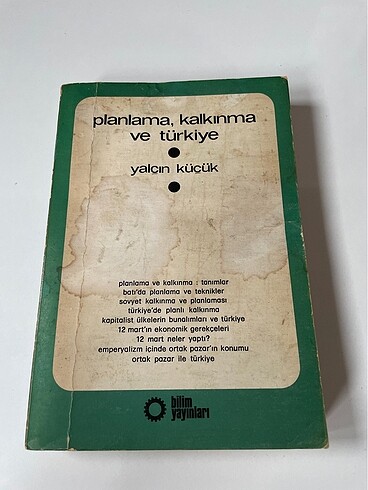 planlama, kalkınma
ve türkiye
yalçın küçük
planlama ve kalkınma : tanımlar
batı'da planlama ve teknikler
sovyet kalkınma ve planlaması
türkiye'de planlı kalkınma
kapitalist ülkelerin bunalımları ve türkiye
12 mart'ın ekonomik gerekçeleri
12 mart neler yaptı?
emperyalizm içinde ortak pazar'ın konumu
ortak pazar ile türkiye
bilim
yayınları